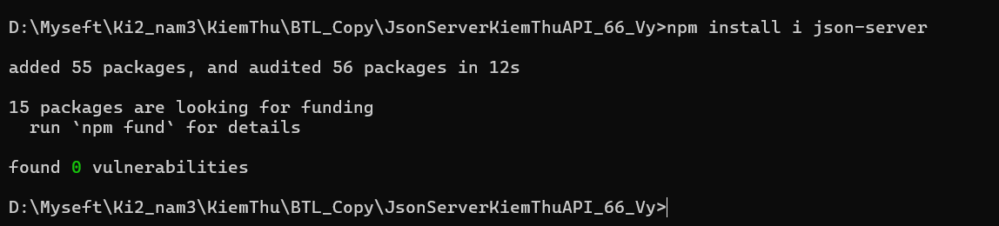 D:\Myseft\Ki2_nam3\KiemThu\BTL_Copy\JsonServerKiemThuAPI_66_Vy>npm install i json-server
added 55 packages, and audited 56 packages in 12s
15 packages are looking for funding
  run `npm fund` for details
found 0 vulnerabilities
D:\Myseft\Ki2_nam3\KiemThu\BTL_Copy\JsonServerKiemThuAPI_66_Vy>